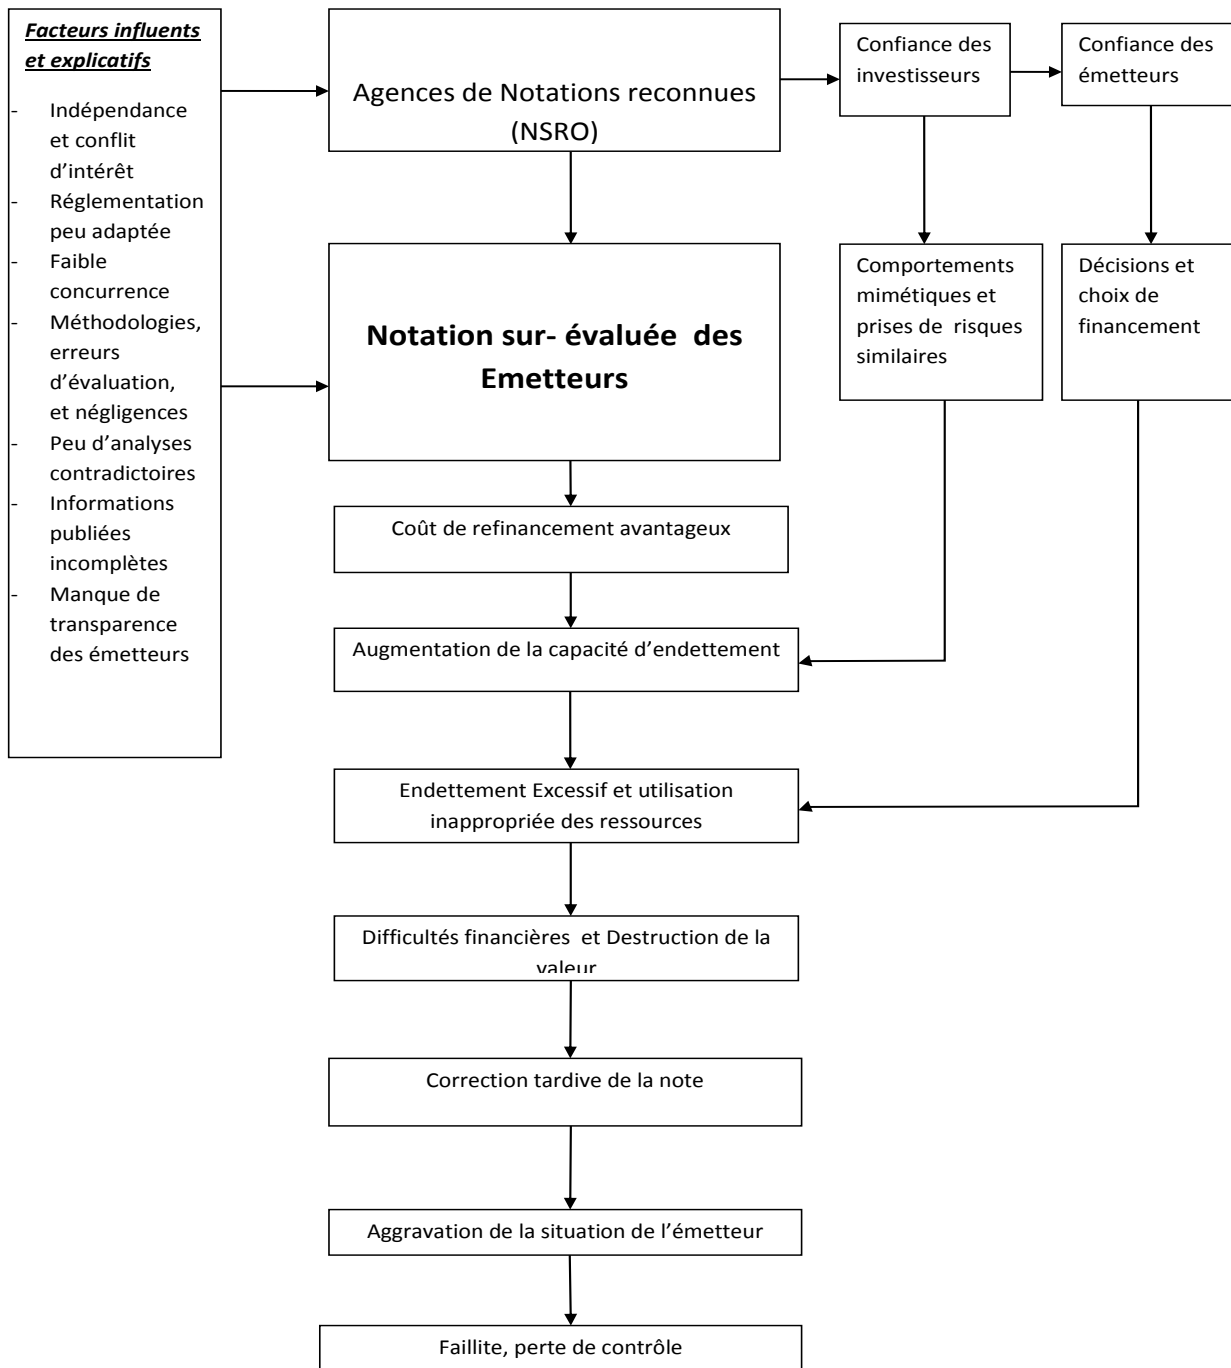 Facteurs influents
et explicatifs
- Indépendance
et conflit
d’intérêt
- Réglementation
peu adaptée
- Faible
concurrence
- Méthodologies,
erreurs
d’évaluation,
et négligences
- Peu d’analyses
contradictoires
- Informations
publiées
incomplètes
- Manque de
transparence
des émetteurs
Agences de Notations reconnues
(NSRO)
Confiance des
investisseurs
Confiance des
émetteurs
Notation sur- évaluée des
Emetteurs
Comportements
mimétiques et
prises de risques
similaires
Décisions et
choix de
financement
Coût de refinancement avantageux
Augmentation de la capacité d’endettement
Endettement Excessif et utilisation
inappropriée des ressources
Difficultés financières et Destruction de la
valeur
Correction tardive de la note
Aggravation de la situation de l’émetteur
Faillite, perte de contrôle